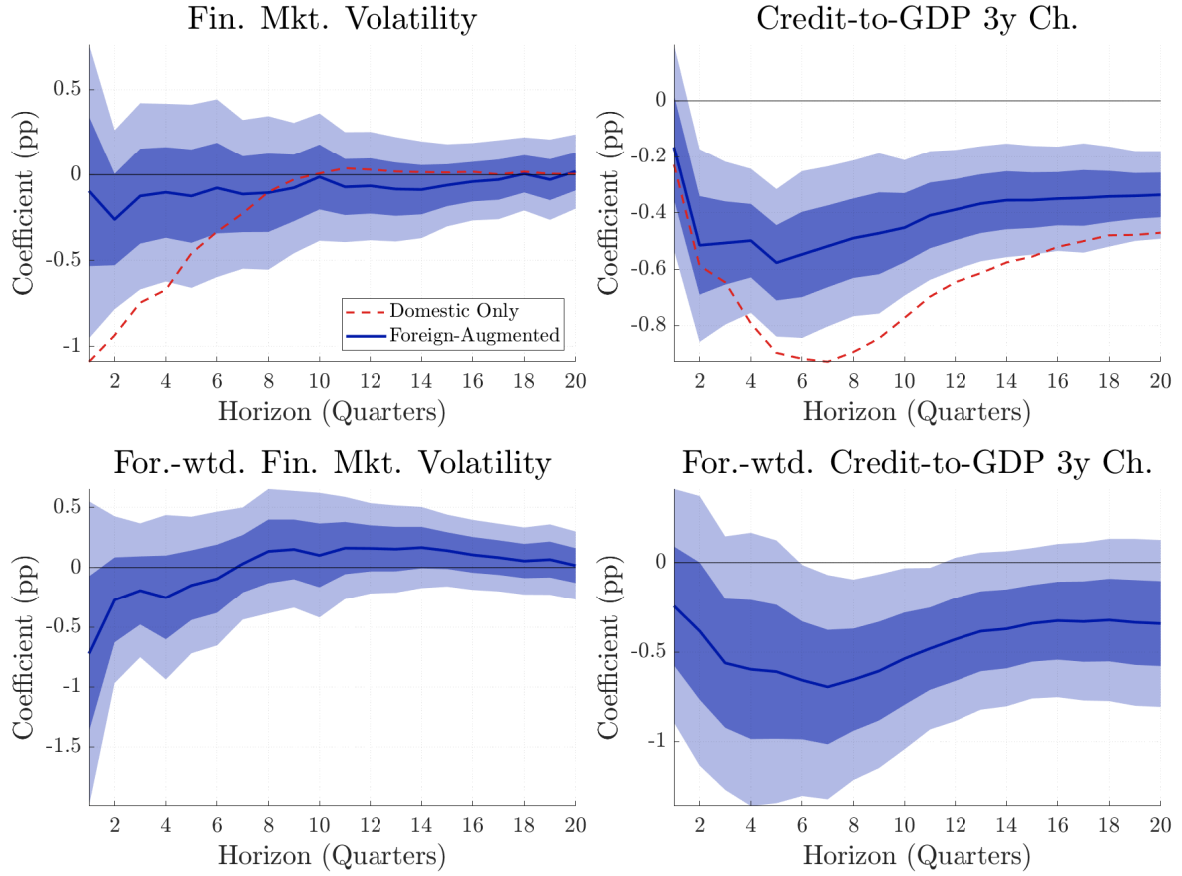 Fin. Mkt. Volatility
Coefficient (pp)
0.5
0
-0.5
-1
Domestic Only
Foreign-Augmented
2 4 6 8 10 12 14 16 18 20
Horizon (Quarters)
Credit-to-GDP 3y Ch.
Coefficient (pp)
0
-0.2
-0.4
-0.6
-0.8
2 4 6 8 10 12 14 16 18 20
Horizon (Quarters)
For.-wtd. Fin. Mkt. Volatility
Coefficient (pp)
0.5
0
-0.5
-1
-1.5
2 4 6 8 10 12 14 16 18 20
Horizon (Quarters)
For.-wtd. Credit-to-GDP 3y Ch.
Coefficient (pp)
0
-0.5
-1
2 4 6 8 10 12 14 16 18 20
Horizon (Quarters)